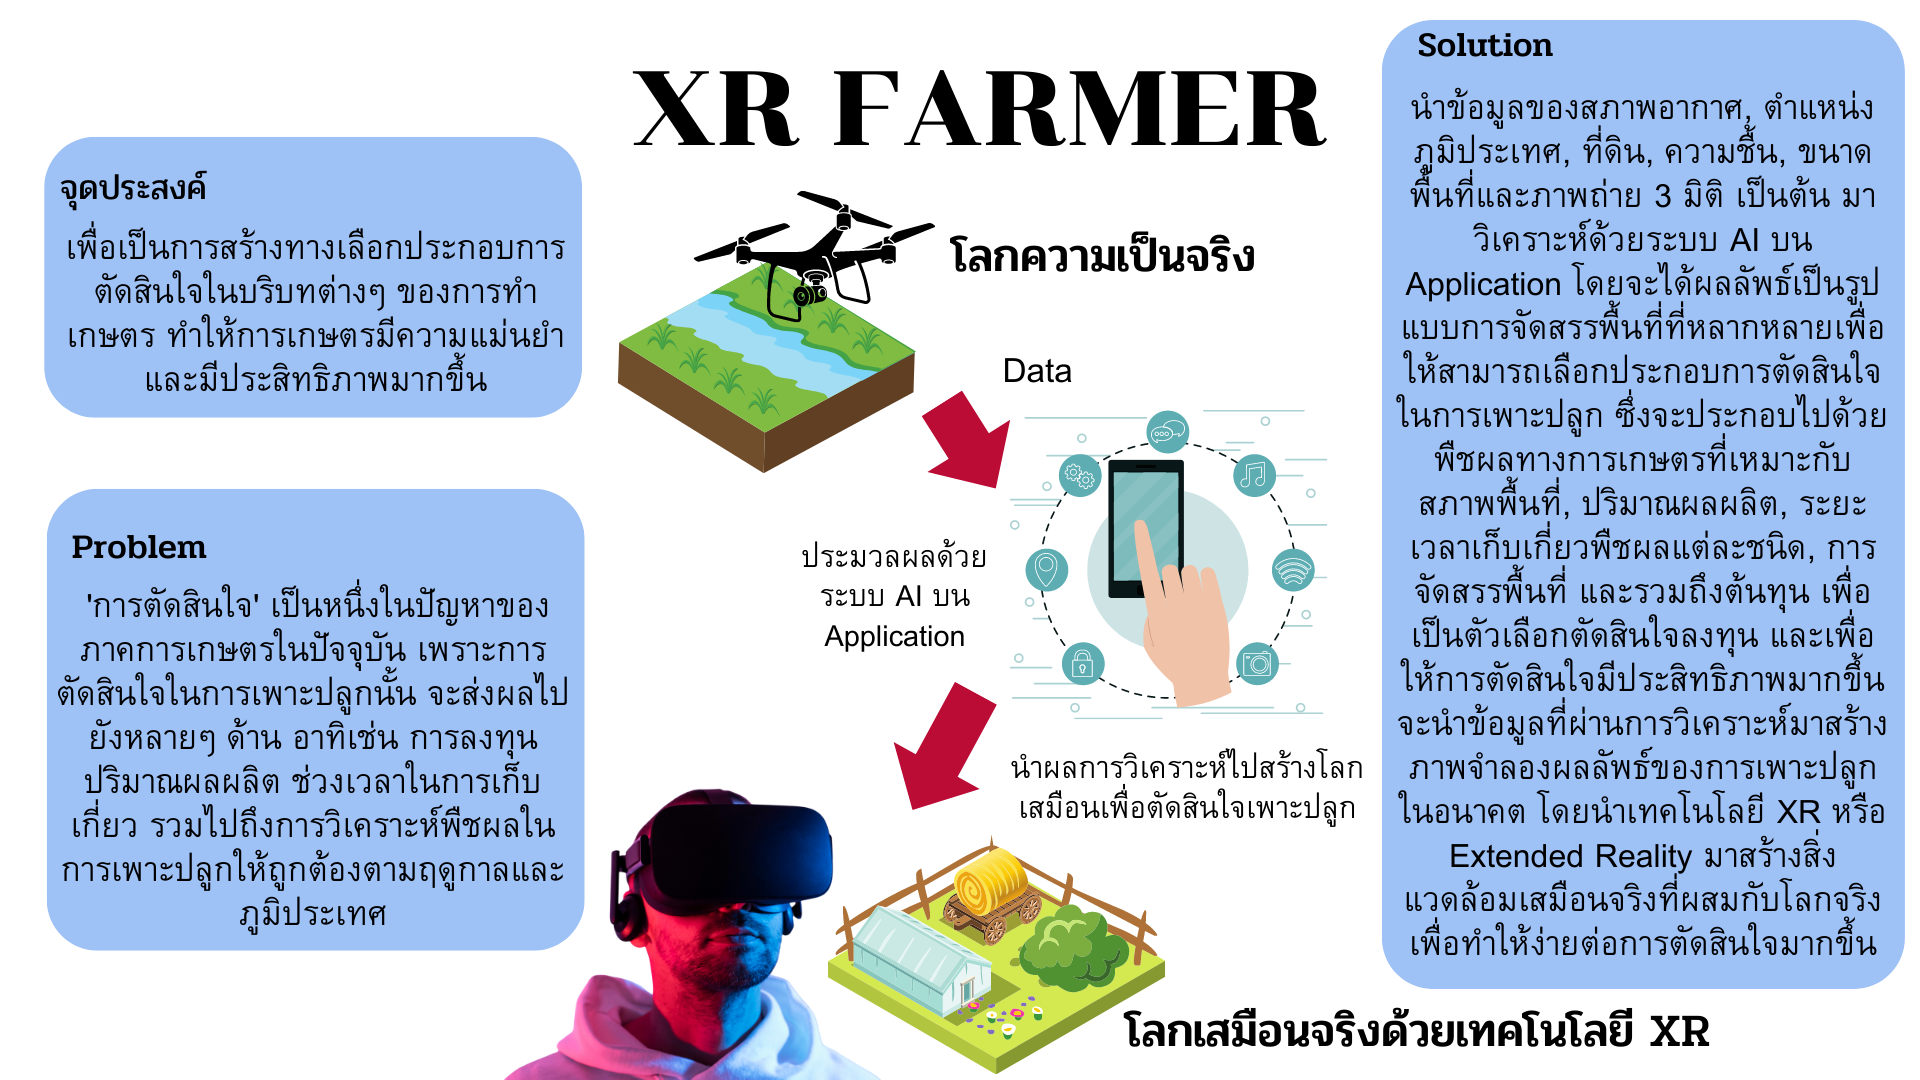 XR FARMER
จุดประสงค์
เพื่อเป็นการสร้างทางเลือกประกอบการ
ตัดสินใจในบริบทต่างๆ ของการทำ
เกษตร ทำให้การเกษตรมีความแม่นยำ
และมีประสิทธิภาพมากขึ้น
Problem
'การตัดสินใจ' เป็นหนึ่งในปัญหาของ
ภาคการเกษตรในปัจจุบัน เพราะการ
ตัดสินใจในการเพาะปลูกนั้น จะส่งผลไป
ยังหลายๆ ด้าน อาทิเช่น การลงทุน
ปริมาณผลผลิต ช่วงเวลาในการเก็บ
เกี่ยว รวมไปถึงการวิเคราะห์พืชผลใน
การเพาะปลูกให้ถูกต้องตามฤดูกาลและ
ภูมิประเทศ
โลกความเป็นจริง
Data
ประมวลผลด้วย
ระบบ AI บน
Application
นำผลการวิเคราะห์ไปสร้างโลก
เสมือนเพื่อตัดสินใจเพาะปลูก
โลกเสมือนจริงด้วยเทคโนโลยี XR
Solution
นำข้อมูลของสภาพอากาศ, ตำแหน่ง
ภูมิประเทศ, ที่ดิน, ความชื้น, ขนาด
พื้นที่และภาพถ่าย 3 มิติ เป็นต้น มา
วิเคราะห์ด้วยระบบ AI บน
Application โดยจะได้ผลลัพธ์เป็นรูป
แบบการจัดสรรพื้นที่ที่หลากหลายเพื่อ
ให้สามารถเลือกประกอบการตัดสินใจ
ในการเพาะปลูก ซึ่งจะประกอบไปด้วย
พืชผลทางการเกษตรที่เหมาะกับ
สภาพพื้นที่, ปริมาณผลผลิต, ระยะ
เวลาเก็บเกี่ยวพืชผลแต่ละชนิด, การ
จัดสรรพื้นที่ และรวมถึงต้นทุน เพื่อ
เป็นตัวเลือกตัดสินใจลงทุน และเพื่อ
ให้การตัดสินใจมีประสิทธิภาพมากขึ้น
จะนำข้อมูลที่ผ่านการวิเคราะห์มาสร้าง
ภาพจำลองผลลัพธ์ของการเพาะปลูก
ในอนาคต โดยนำเทคโนโลยี XR หรือ
Extended Reality มาสร้างสิ่ง
แวดล้อมเสมือนจริงที่ผสมกับโลกจริง
เพื่อทำให้ง่ายต่อการตัดสินใจมากขึ้น